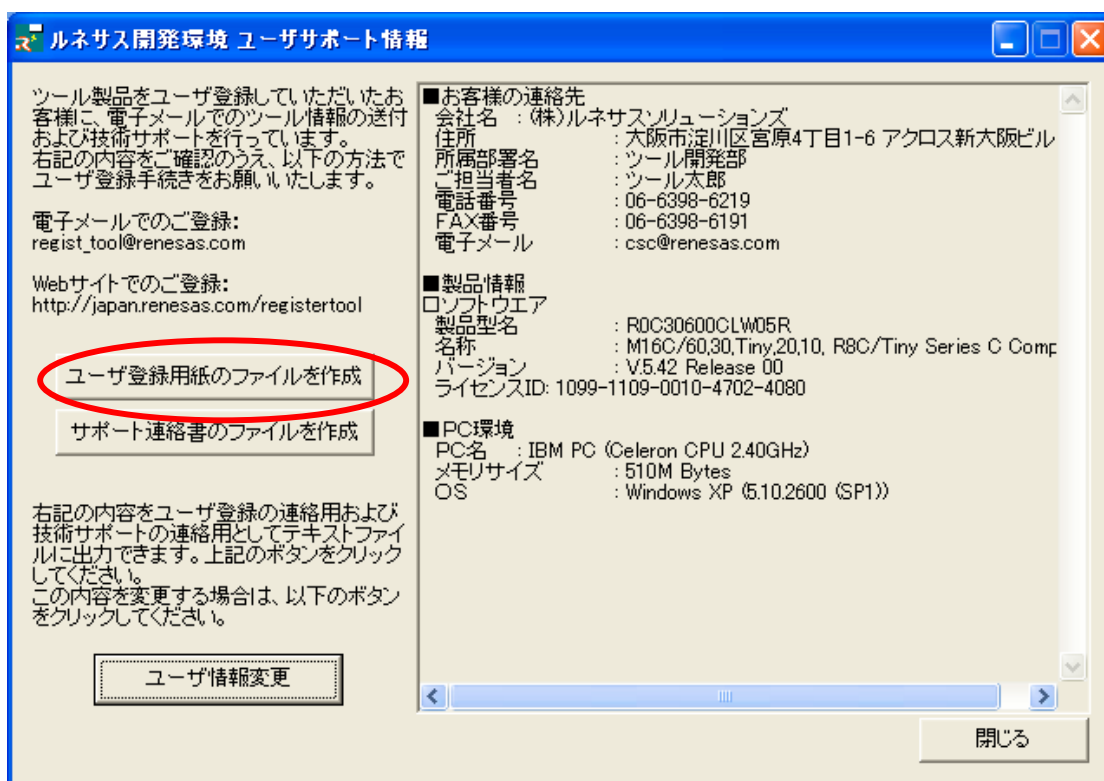 ルネサス開発環境 ユーザサポート情報
ツール製品をユーザ登録していただいたお
客様に、電子メールでのツール情報の送付
および技術サポートを行っています。
右記の内容をご確認のうえ、以下の方法で
ユーザ登録手続きをお願いいたします。
電子メールでのご登録:
regist_tool@renesas.com
Webサイトでのご登録:
http://japan.renesas.com/registertool
ユーザ登録用紙のファイルを作成
サポート連絡書のファイルを作成
右記の内容をユーザ登録の連絡用および
技術サポートの連絡用としてテキストファイ
ルに出力できます。上記のボタンをクリック
してください。
この内容を変更する場合は、以下のボタン
をクリックしてください。
ユーザ情報変更
■お客様の連絡先
会社名 : (株)ルネサスソリューションズ
住所 : 大阪市淀川区宮原4丁目1-6 アクロス新大阪ビル
所属部署名 : ツール開発部
ご担当者名 : ツール太郎
電話番号 : 06-6398-6219
FAX番号 : 06-6398-6191
電子メール : csc@renesas.com
■製品情報
ロソフトウエア
製品型名 : R0C30600CLW05R
名称 : M16C/60,30,Tiny,20,10, R8C/Tiny Series C Comp
バージョン : V.5.42 Release 00
ライセンスID: 1099-1109-0010-4702-4080
■PC環境
PC名 : IBM PC (Celeron CPU 2.40GHz)
メモリサイズ : 510M Bytes
OS : Windows XP (5.10.2600 (SP1))
閉じる